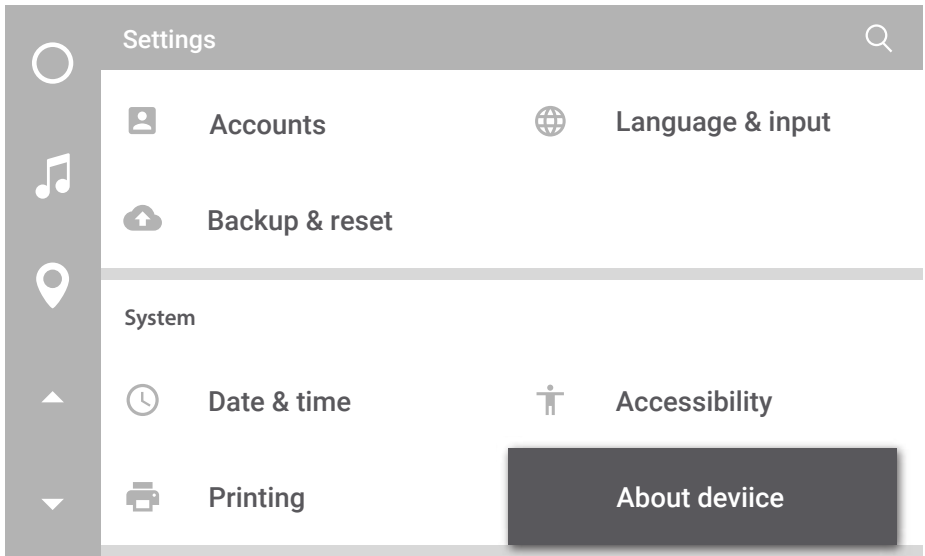 Settings
Accounts
Language & input
Backup & reset
System
Date & time
Accessibility
Printing
About deviice